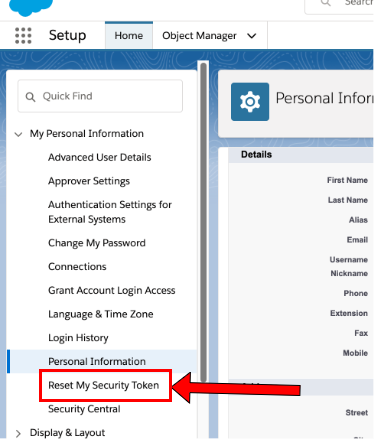 Search
Setup
Home
Object Manager
Quick Find
My Personal Information
Advanced User Details
Approver Settings
Authentication Settings for
External Systems
Change My Password
Connections
Grant Account Login Access
Language & Time Zone
Login History
Personal Information
Reset My Security Token
Security Central
Display & Layout
Personal Infor
Details
First Name
Last Name
Alias
Email
Username
Nickname
Phone
Extension
Fax
Mobile
Street